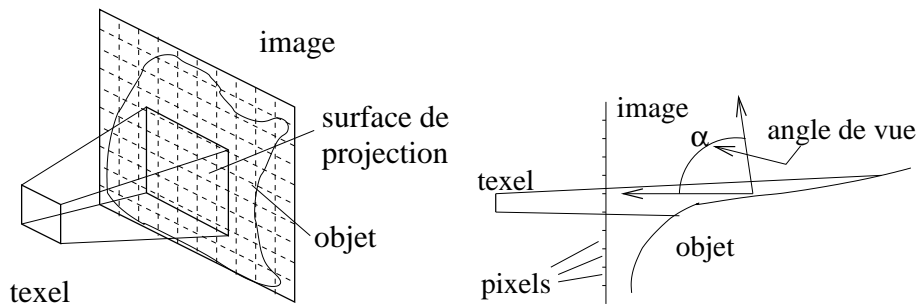 image
surface de
projection
objet
texel
image
α
angle de vue
texel
objet
pixels